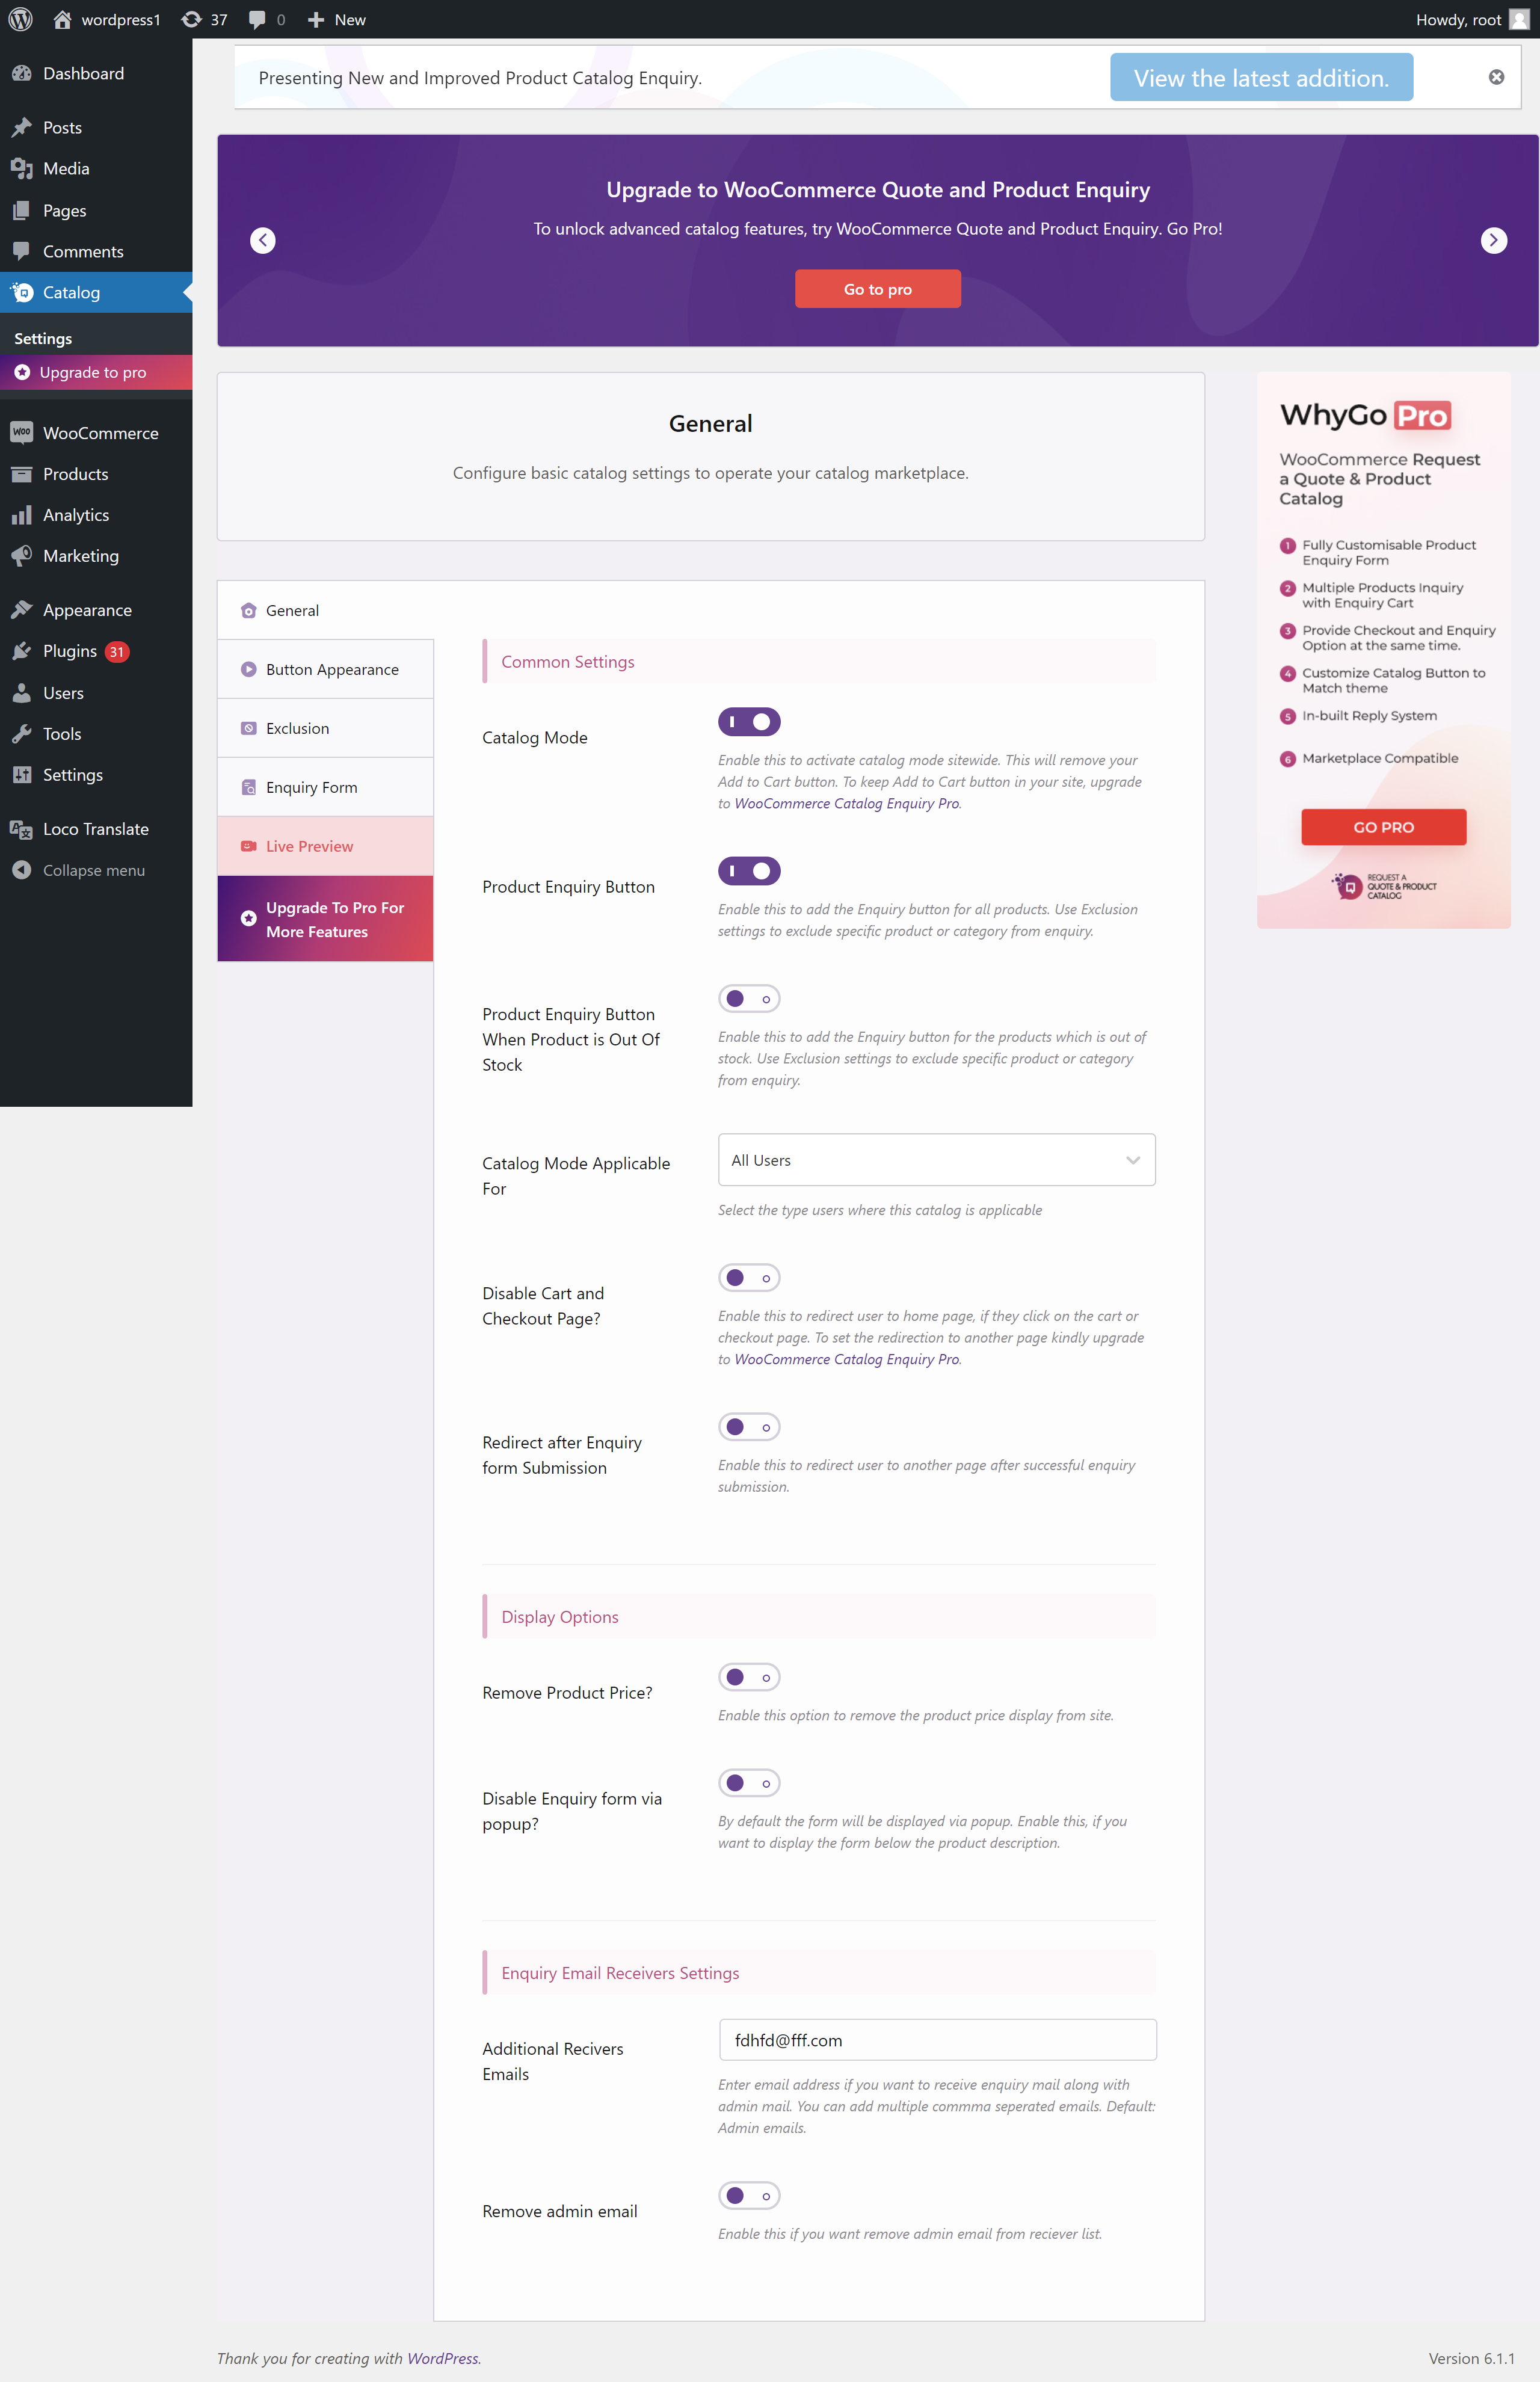 wordpress1 37 0 New Howdy, root
Dashboard
Posts
Media
Pages
Comments
Catalog
Settings
Upgrade to pro
WooCommerce
Products
Analytics
Marketing
Appearance
Plugins 31
Users
Tools
Settings
Loco Translate
Collapse menu
Presenting New and Improved Product Catalog Enquiry.
View the latest addition.
Upgrade to WooCommerce Quote and Product Enquiry
To unlock advanced catalog features, try WooCommerce Quote and Product Enquiry. Go Pro!
Go to pro
General
Configure basic catalog settings to operate your catalog marketplace.
General
Button Appearance
Exclusion
Enquiry Form
Live Preview
Upgrade To Pro For
More Features
Common Settings
Catalog Mode
Enable this to activate catalog mode sitewide. This will remove your
Add to Cart button. To keep Add to Cart button in your site, upgrade
to WooCommerce Catalog Enquiry Pro.
Product Enquiry Button
Enable this to add the Enquiry button for all products. Use Exclusion
settings to exclude specific product or category from enquiry.
Product Enquiry Button
When Product is Out Of
Stock
Enable this to add the Enquiry button for the products which is out of
stock. Use Exclusion settings to exclude specific product or category
from enquiry.
Catalog Mode Applicable
For
All Users
Select the type users where this catalog is applicable
Disable Cart and
Checkout Page?
Enable this to redirect user to home page, if they click on the cart or
checkout page. To set the redirection to another page kindly upgrade
to WooCommerce Catalog Enquiry Pro.
Redirect after Enquiry
form Submission
Enable this to redirect user to another page after successful enquiry
submission.
Display Options
Remove Product Price?
Enable this option to remove the product price display from site.
Disable Enquiry form via
popup?
By default the form will be displayed via popup. Enable this, if you
want to display the form below the product description.
Enquiry Email Receivers Settings
Additional Recivers
Emails
fdhfd@fff.com
Enter email address if you want to receive enquiry mail along with
admin mail. You can add multiple commma seperated emails. Default:
Admin emails.
Remove admin email
Enable this if you want remove admin email from reciever list.
WhyGo Pro
WooCommerce Request
a Quote & Product
Catalog
1 Fully Customisable Product
Enquiry Form
2 Multiple Products Inquiry
with Enquiry Cart
3 Provide Checkout and Enquiry
Option at the same time.
4 Customize Catalog Button to
Match theme
5 In-built Reply System
6 Marketplace Compatible
GO PRO
REQUEST A
QUOTE & PRODUCT
CATALOG
Thank you for creating with WordPress.
Version 6.1.1